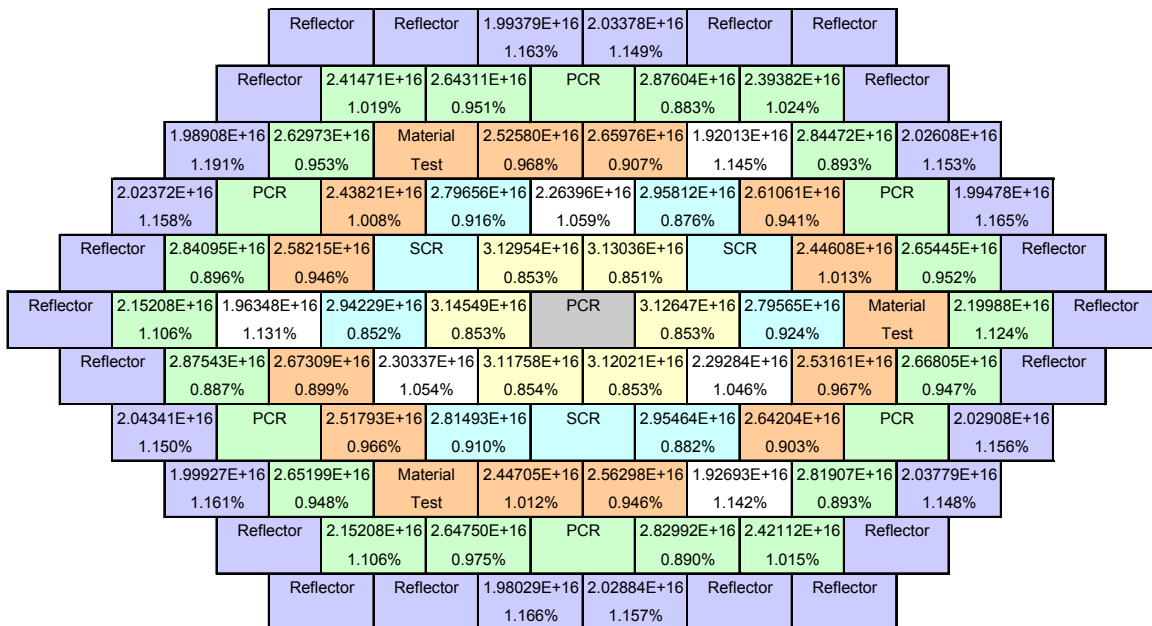 Reflector Reflector 1.99379E+16 2.03378E+16 Reflector Reflector
1.163% 1.149%
Reflector 2.41471E+16 2.64311E+16 PCR 2.87604E+16 2.39382E+16 Reflector
1.019% 0.951% 0.883% 1.024%
1.98908E+16 2.62973E+16 Material 2.52580E+16 2.65976E+16 1.92013E+16 2.84472E+16 2.02608E+16
1.191% 0.953% Test 0.968% 0.907% 1.145% 0.893% 1.153%
2.02372E+16 PCR 2.43821E+16 2.79656E+16 2.26396E+16 2.95812E+16 2.61061E+16 PCR 1.99478E+16
1.158% 1.008% 0.916% 1.059% 0.876% 0.941% 1.165%
Reflector 2.84095E+16 2.58215E+16 SCR 3.12954E+16 3.13036E+16 SCR 2.44608E+16 2.65445E+16 Reflector
0.896% 0.946% 0.853% 0.851% 1.013% 0.952%
Reflector 2.15208E+16 1.96348E+16 2.94229E+16 3.14549E+16 PCR 3.12647E+16 2.79565E+16 Material 2.19988E+16 Reflector
1.106% 1.131% 0.852% 0.853% 0.853% 0.924% Test 1.124%
Reflector 2.87543E+16 2.67309E+16 2.30337E+16 3.11758E+16 3.12021E+16 2.29284E+16 2.53161E+16 2.66805E+16 Reflector
0.887% 0.899% 1.054% 0.854% 0.853% 1.046% 0.967% 0.947%
2.04341E+16 PCR 2.51793E+16 2.81493E+16 SCR 2.95464E+16 2.64204E+16 PCR 2.02908E+16
1.150% 0.966% 0.910% 0.882% 0.903% 1.156%
1.99927E+16 2.65199E+16 Material 2.44705E+16 2.56298E+16 1.92693E+16 2.81907E+16 2.03779E+16
1.161% 0.948% Test 1.012% 0.946% 1.142% 0.893% 1.148%
Reflector 2.15208E+16 2.64750E+16 PCR 2.82992E+16 2.42112E+16 Reflector
1.106% 0.975% 0.890% 1.015%
Reflector Reflector 1.98029E+16 2.02884E+16 Reflector Reflector
1.166% 1.157%